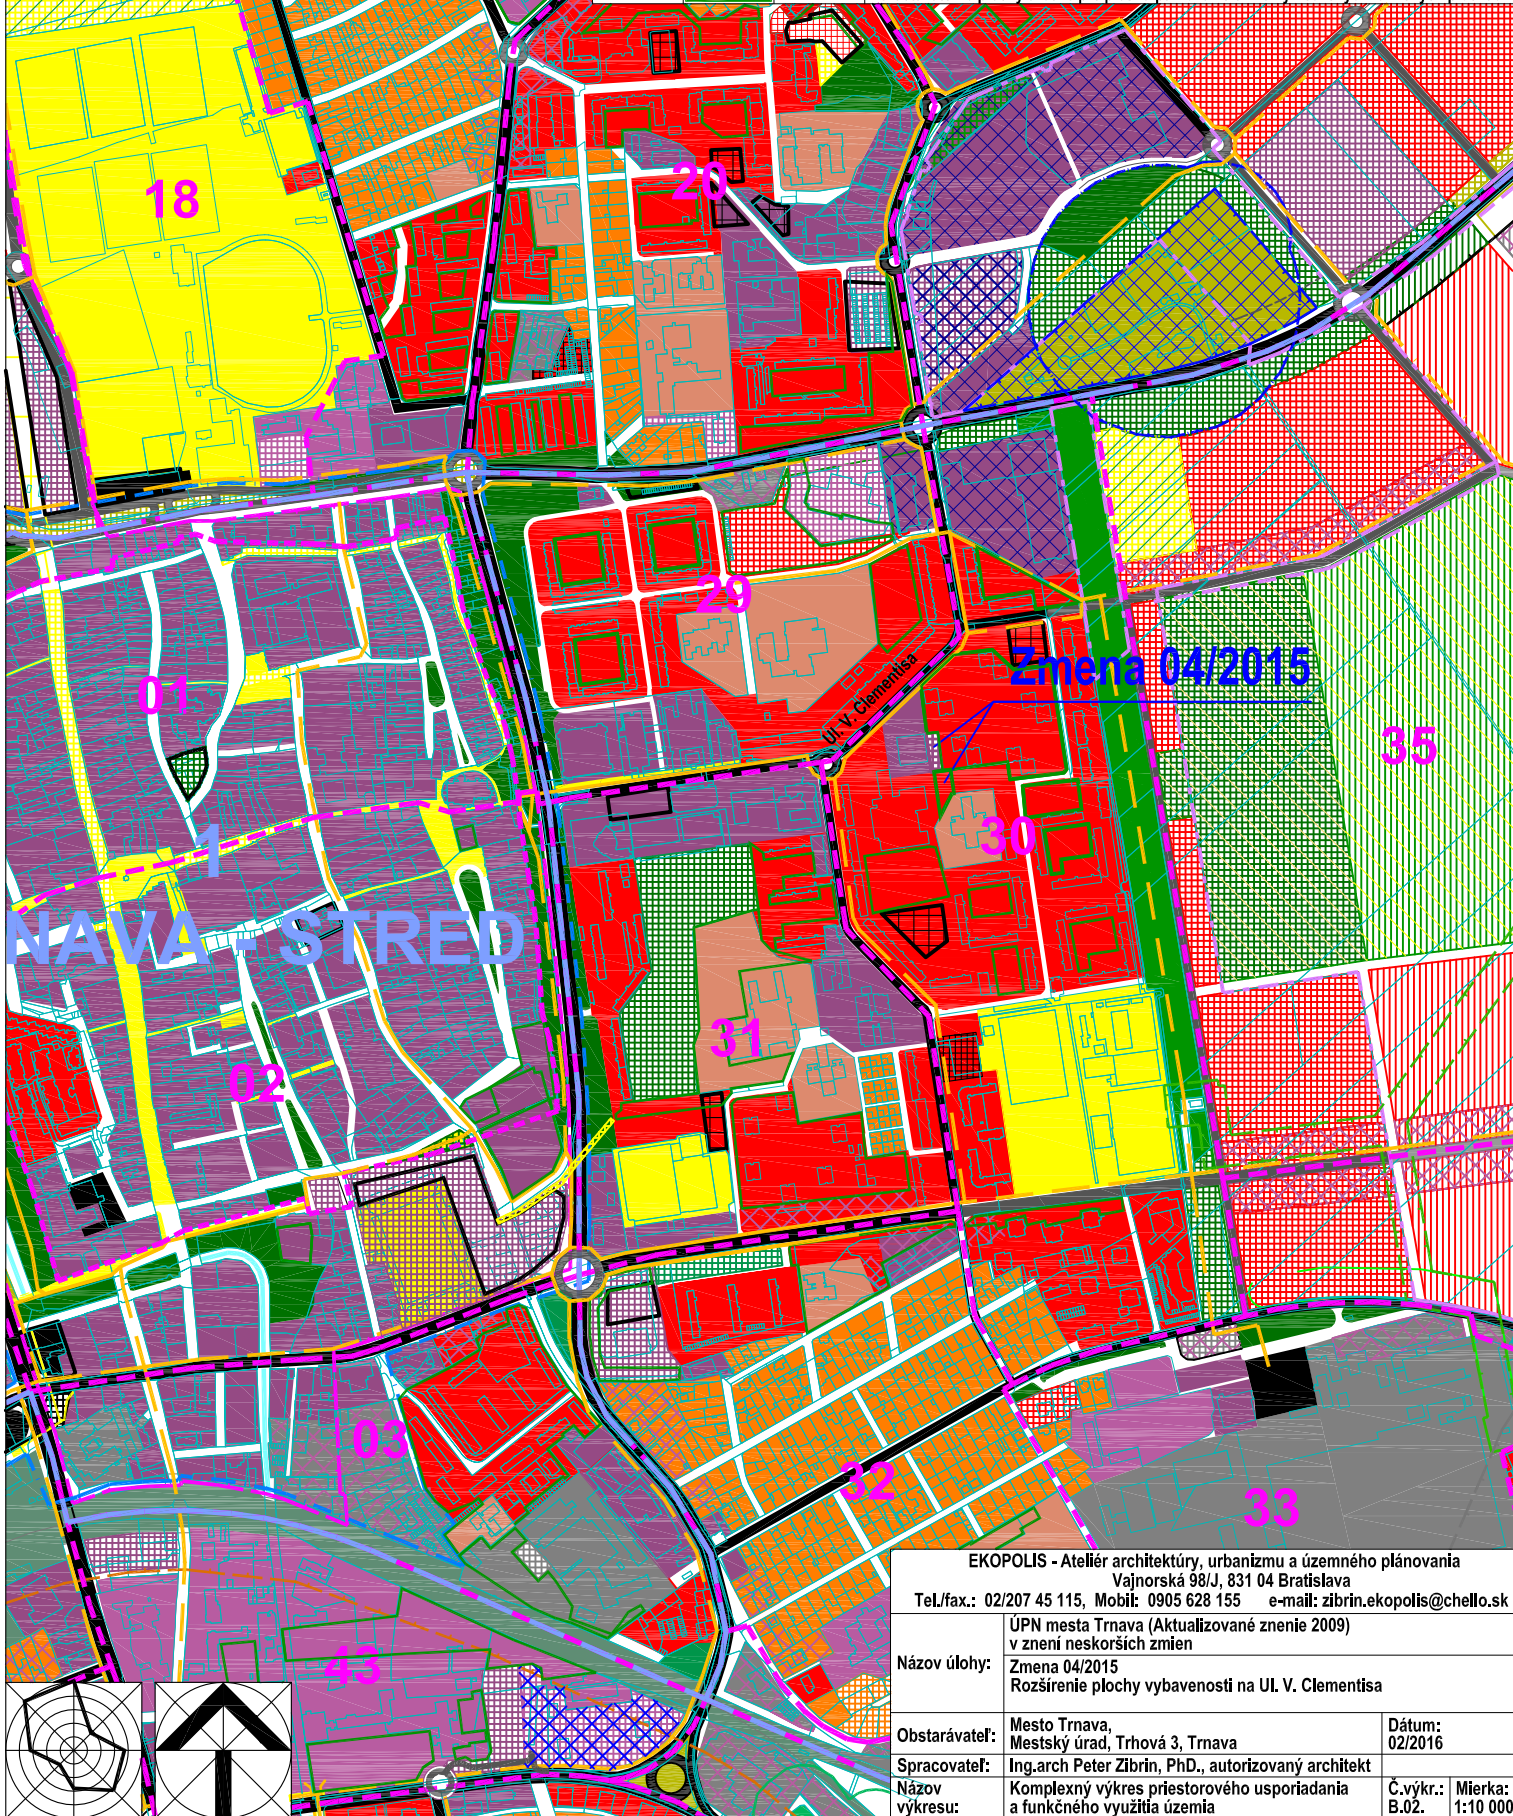 18
20
29
Ul. V. Clementisa
Zmena 04/2015
01
35
1
30
NAVA - STRED
31
02
03
32
33
43
EKOPOLIS - Ateliér architektúry, urbanizmu a územného plánovania
Vajnorská 98/J, 831 04 Bratislava
Tel./fax.: 02/207 45 115, Mobil: 0905 628 155 e-mail: zibrin.ekopolis@chello.sk
Názov úlohy:
ÚPN mesta Trnava (Aktualizované znenie 2009)
v znení neskorších zmien
Zmena 04/2015
Rozšírenie plochy vybavenosti na Ul. V. Clementisa
Obstarávateľ:
Mesto Trnava,
Mestský úrad, Trhová 3, Trnava
Dátum:
02/2016
Spracovateľ: Ing.arch Peter Zibrin, PhD., autorizovaný architekt
Názov
výkresu:
Komplexný výkres priestorového usporiadania
a funkčného využitia územia
Č.výkr.:
B.02.
Mierka:
1:10 000